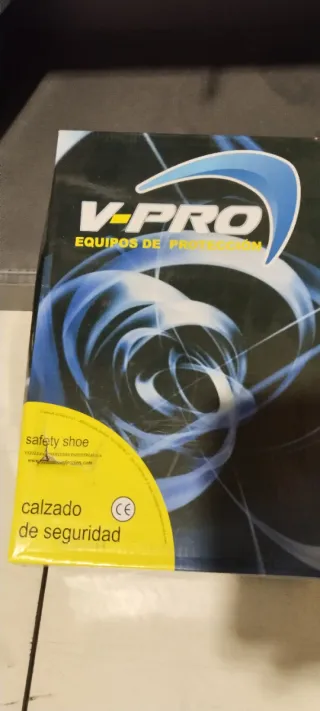 V-PRO
EQUIPOS DE PROTECCIÓN
safety shoe
calzado
de seguridad
CE